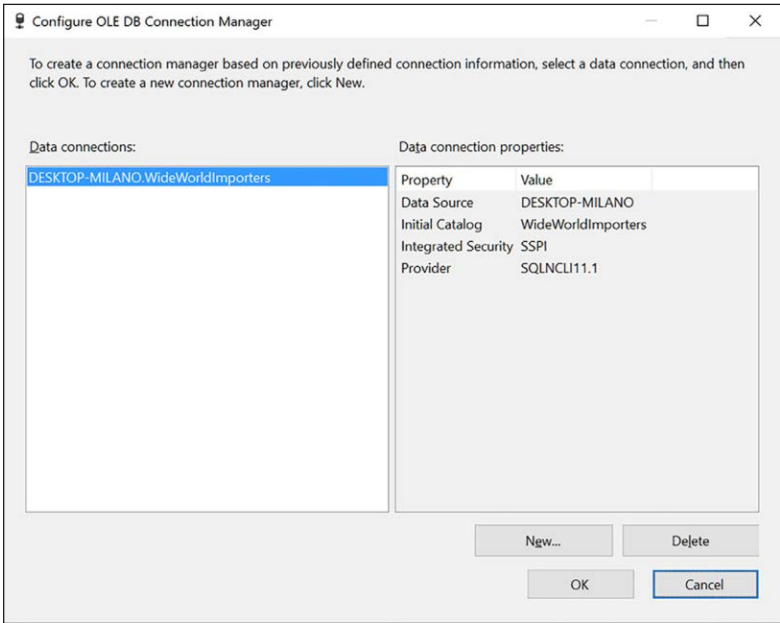 Configure OLE DB Connection Manager
To create a connection manager based on previously defined connection information, select a data connection, and then
click OK. To create a new connection manager, click New.
Data connections:
DESKTOP-MILANO.WideWorldImporters
Data connection properties:
Property Value
Data Source DESKTOP-MILANO
Initial Catalog WideWorldImporters
Integrated Security SSPI
Provider SQLNCLI11.1
New... Delete
OK Cancel